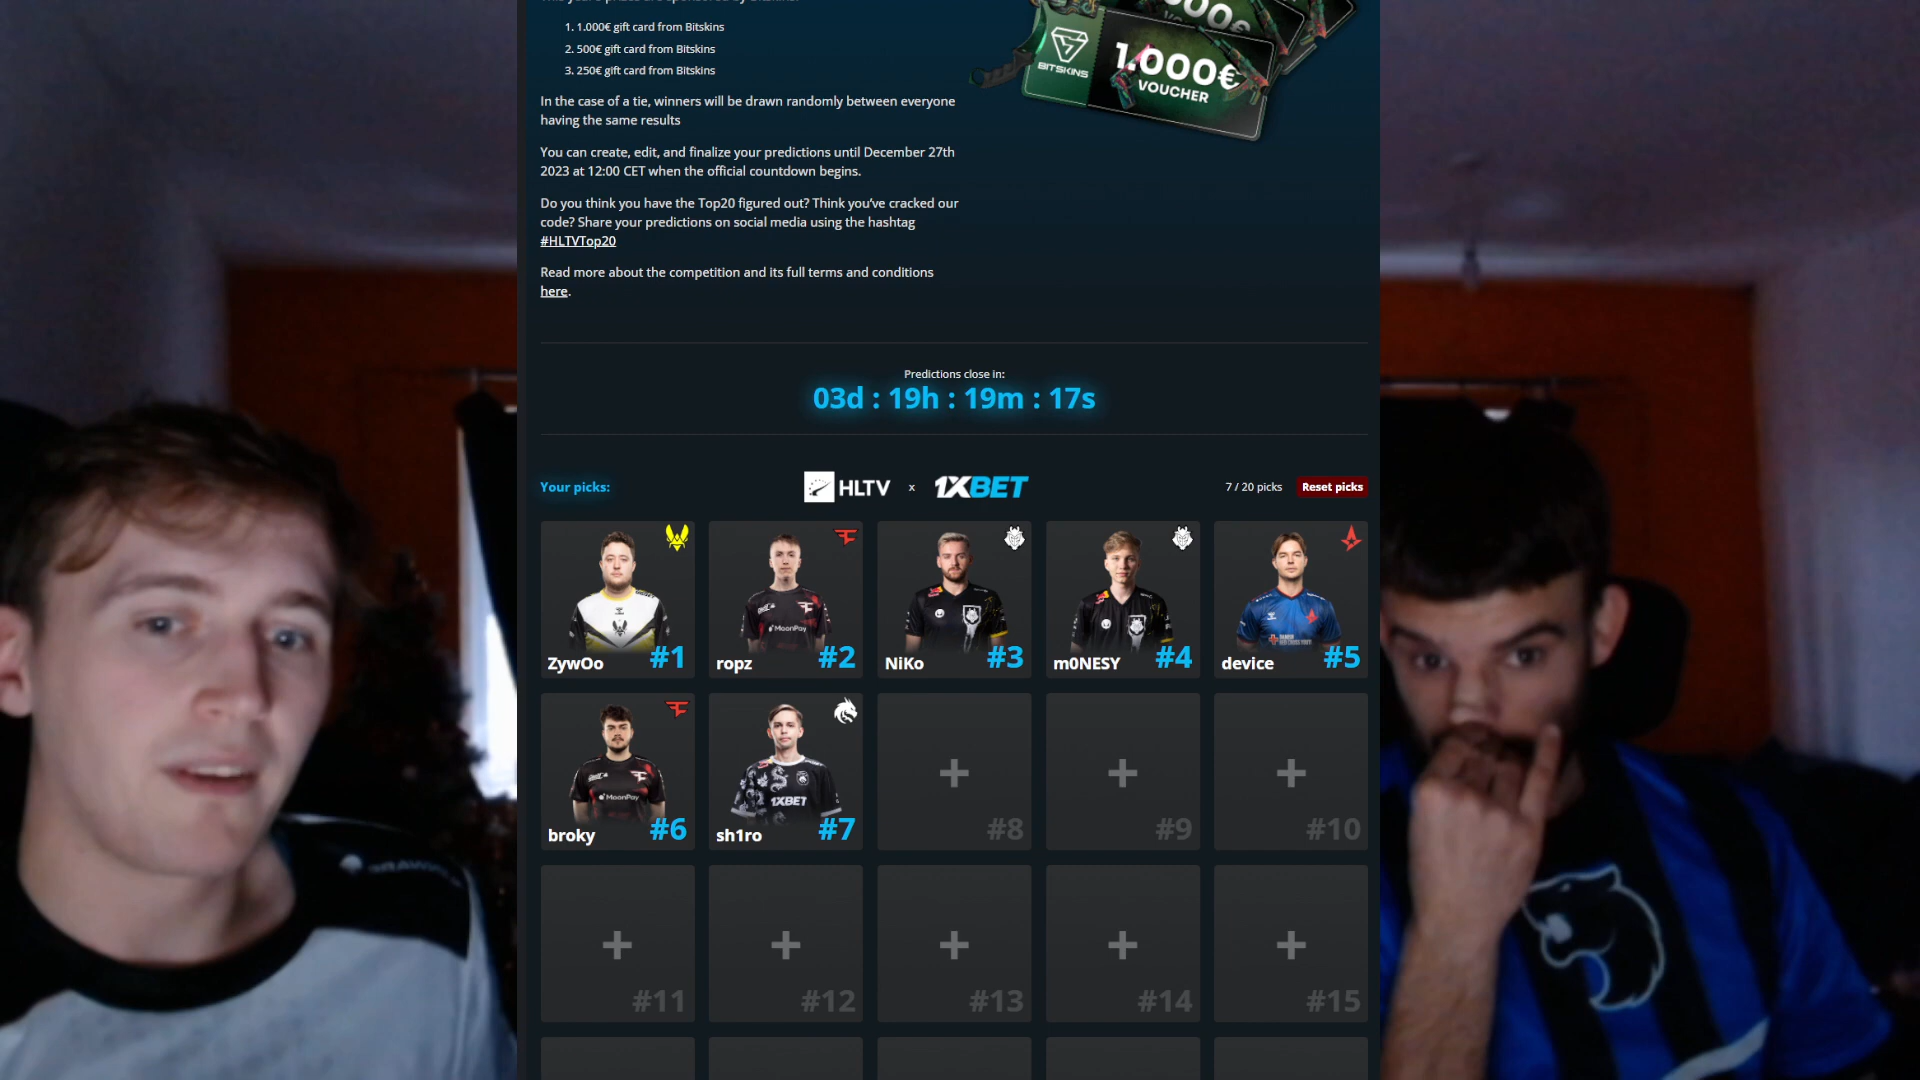 1. 1.000€ gift card from Bitskins
2. 500€ gift card from Bitskins
3. 250€ gift card from Bitskins
BITSKINS
1.000€
VOUCHER
In the case of a tie, winners will be drawn randomly between everyone
having the same results
You can create, edit, and finalize your predictions until December 27th
2023 at 12:00 CET when the official countdown begins.
Do you think you have the Top20 figured out? Think you've cracked our
code? Share your predictions on social media using the hashtag
#HLTVTop20
Read more about the competition and its full terms and conditions
here.
Predictions close in:
03d : 19h : 19m : 17s
Your picks:
HLTV x 1XBET
7 / 20 picks
Reset picks
ZywOo #1
ropz #2
NiKo #3
m0NESY #4
device #5
MoonPay
broky #6
sh1ro #7
MoonPay
1XBET
#8
#9
#10
#11
#12
#13
#14
#15